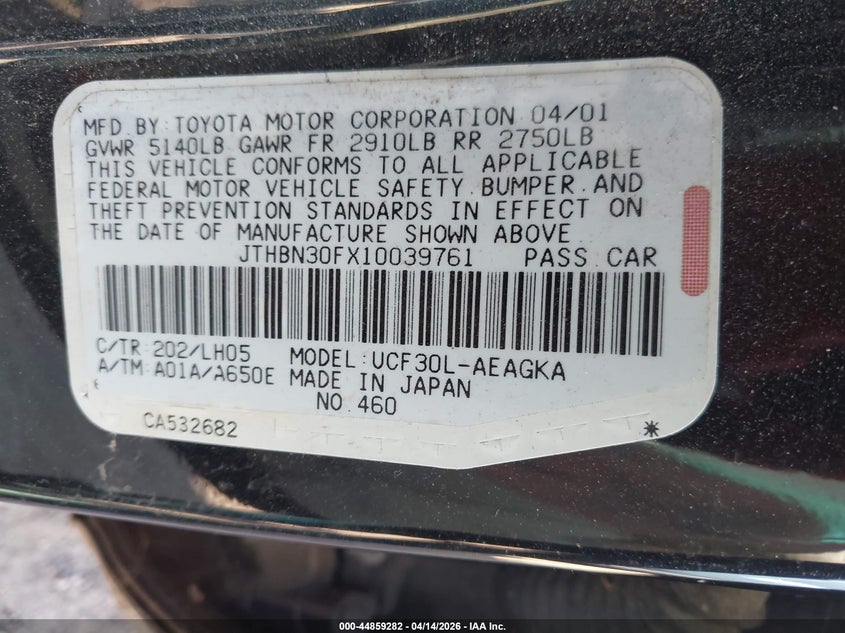 MFD.BY:TOYOTA MOTOR CORPORATION 04/01
GVWR 5140LB GAWR FR 2910LB RR 2750LB
THIS VEHICLE CONFORMS TO ALL APPLICABLE
FEDERAL MOTOR VEHICLE SAFETY.BUMPER.AND
THEFT PREVENTION STANDARDS IN EFFECT ON
THE DATE OF MANUFACTURE SHOWN ABOVE.
JTHBN30FX10039761 PASS.CAR
C/TR:202/LH05 MODEL:UCF30L-AEAGKA
A/TM:A01A/A650E MADE IN JAPAN
NO.460
CA532682 *
000-44859282 - 04/14/2026 - IAA Inc.